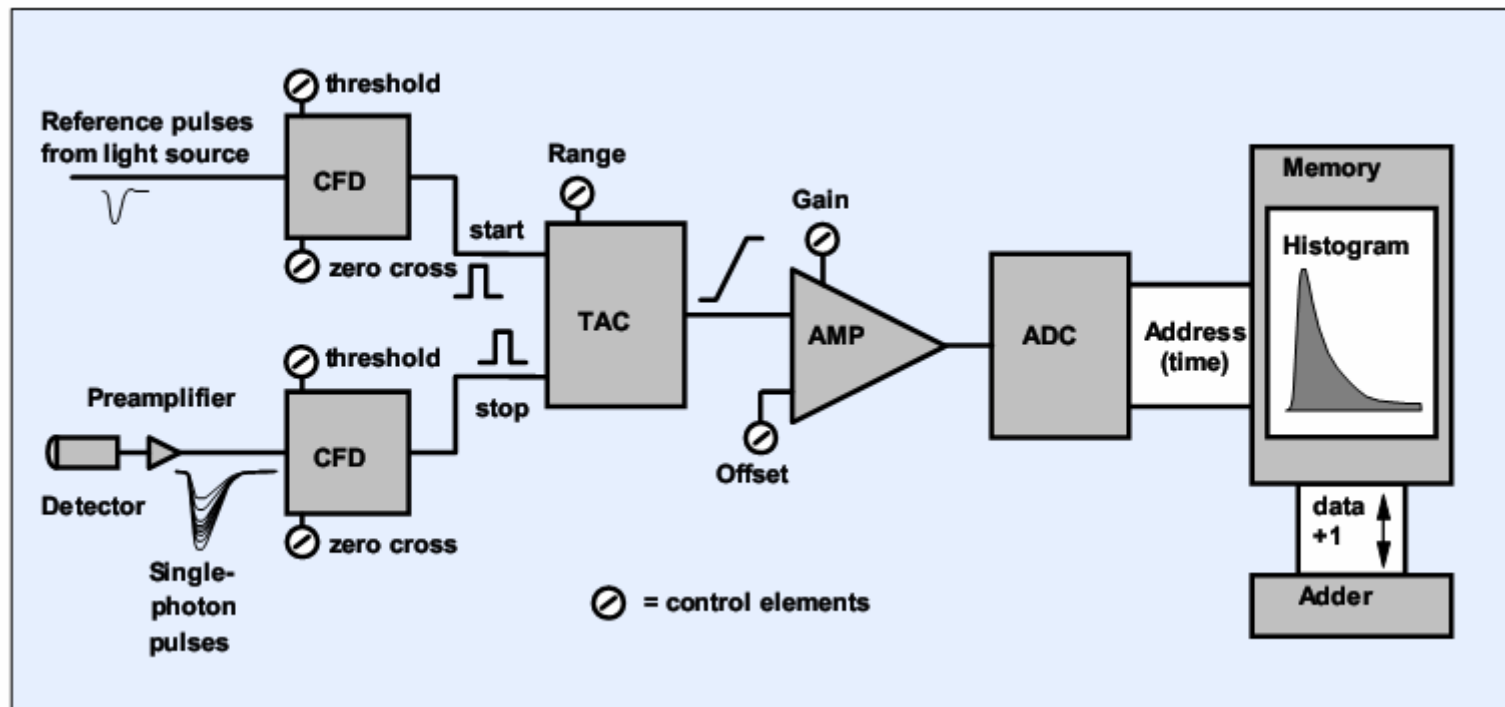 threshold
Reference pulses
from light source
CFD
zero cross
Range
start
TAC
stop
threshold
Preamplifier
CFD
Detector
zero cross
Single-
photon
pulses
Gain
AMP
Offset
ADC
Address
(time)
Memory
Histogram
data
+1
Adder
= control elements